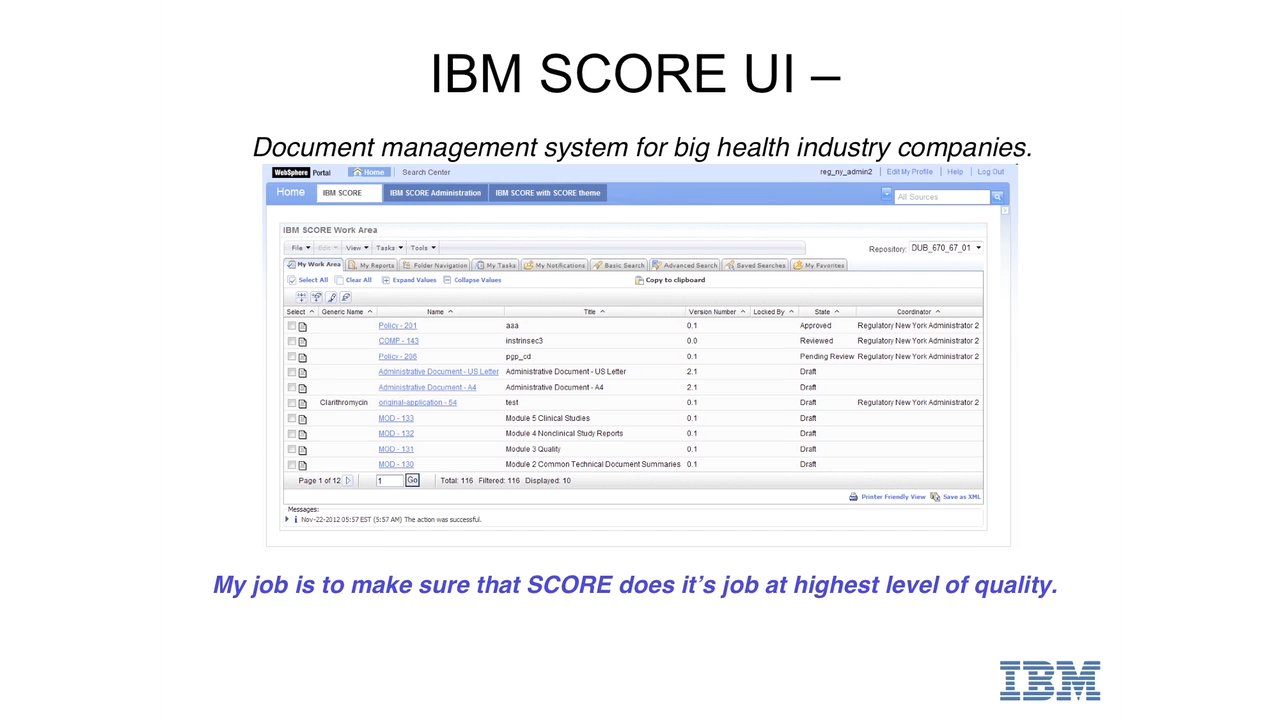 IBM SCORE UI –
Document management system for big health industry companies.
WebSphere Portal Home Search Center reg_ny_admin2 Edit My Profile Help Log Out
Home IBM SCORE IBM SCORE Administration IBM SCORE with SCORE theme All Sources
IBM SCORE Work Area
File Edit View Tasks Tools Repository: DUB_670_67_01
My Work Area My Reports Folder Navigation My Tasks My Notifications Basic Search Advanced Search Saved Searches My Favorites
Select All Clear All Expand Values Collapse Values Copy to clipboard
Select Generic Name Name Title Version Number Locked By State Coordinator
Policy - 201 aaa 0.1 Approved Regulatory New York Administrator 2
COMP - 143 instrinsec3 0.0 Reviewed Regulatory New York Administrator 2
Policy - 206 pgp_cd 0.1 Pending Review Regulatory New York Administrator 2
Administrative Document - US Letter Administrative Document - US Letter 2.1 Draft
Administrative Document - A4 Administrative Document - A4 2.1 Draft
Clarithromycin original-application - 54 test 0.1 Draft Regulatory New York Administrator 2
MOD - 133 Module 5 Clinical Studies 0.1 Draft
MOD - 132 Module 4 Nonclinical Study Reports 0.1 Draft
MOD - 131 Module 3 Quality 0.1 Draft
MOD - 130 Module 2 Common Technical Document Summaries 0.1 Draft
Page 1 of 12 1 Go Total: 116 Filtered: 116 Displayed: 10
Printer Friendly View Save as XML
Messages:
i Nov-22-2012 05:57 EST (5:57 AM) The action was successful.
My job is to make sure that SCORE does it’s job at highest level of quality.
IBM